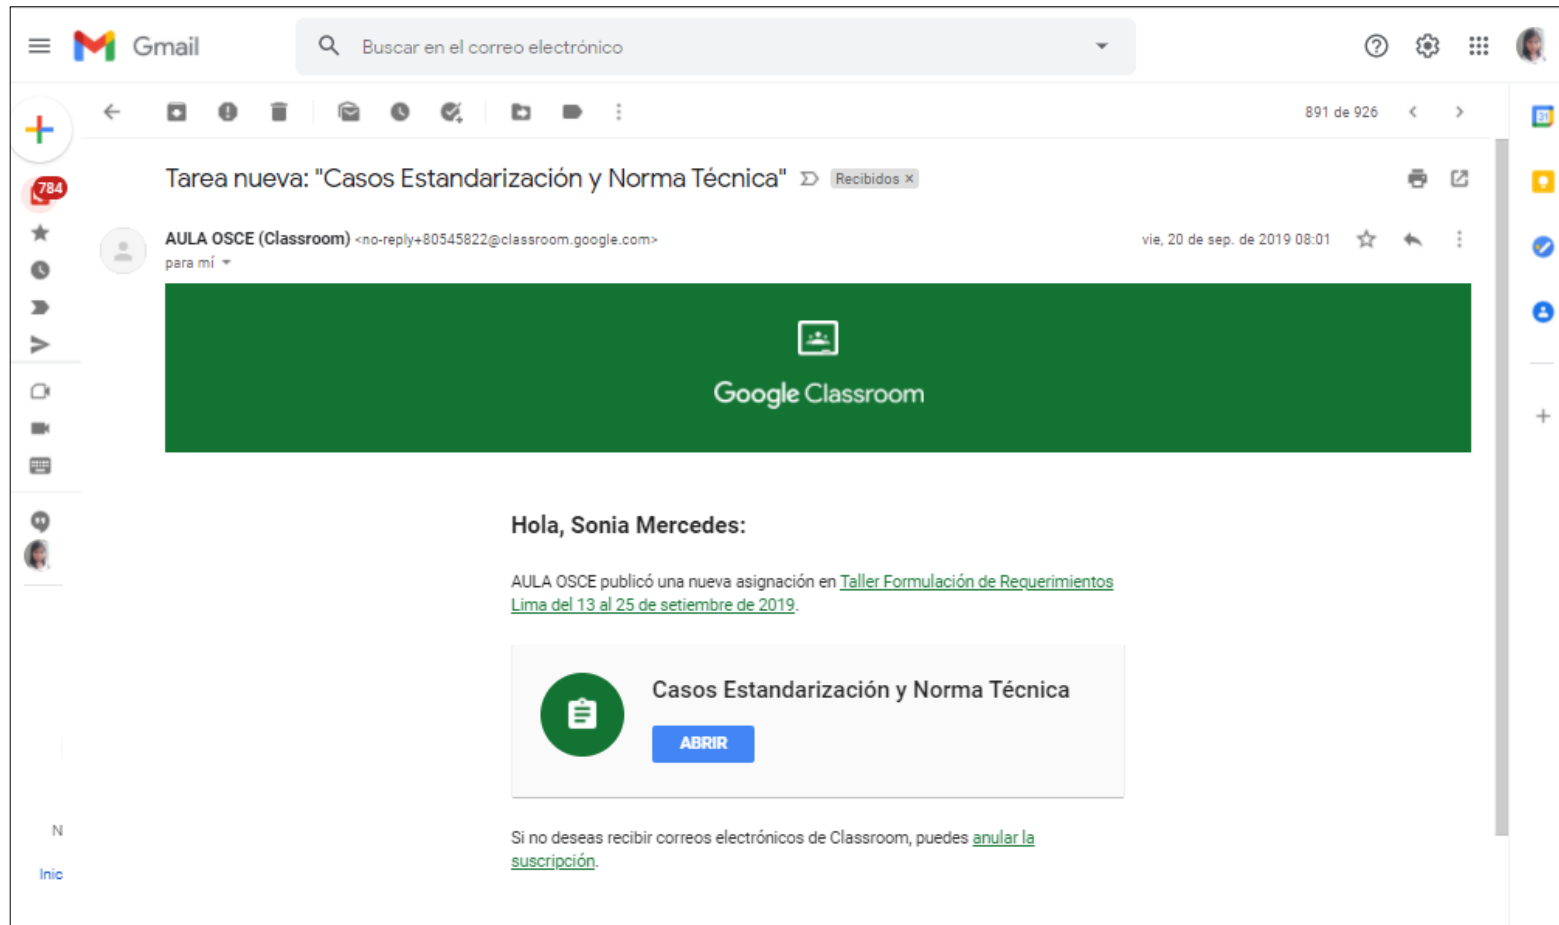 Gmail
Buscar en el correo electrónico
891 de 926
31
784
Tarea nueva: "Casos Estandarización y Norma Técnica"
Recibidos ×
AULA OSCE (Classroom) <no-reply+80545822@classroom.google.com>
vie, 20 de sep. de 2019 08:01
para mí
Google Classroom
Hola, Sonia Mercedes:
AULA OSCE publicó una nueva asignación en Taller Formulación de Requerimientos
Lima del 13 al 25 de setiembre de 2019.
Casos Estandarización y Norma Técnica
ABRIR
Si no deseas recibir correos electrónicos de Classroom, puedes anular la
suscripción.
N
Inic